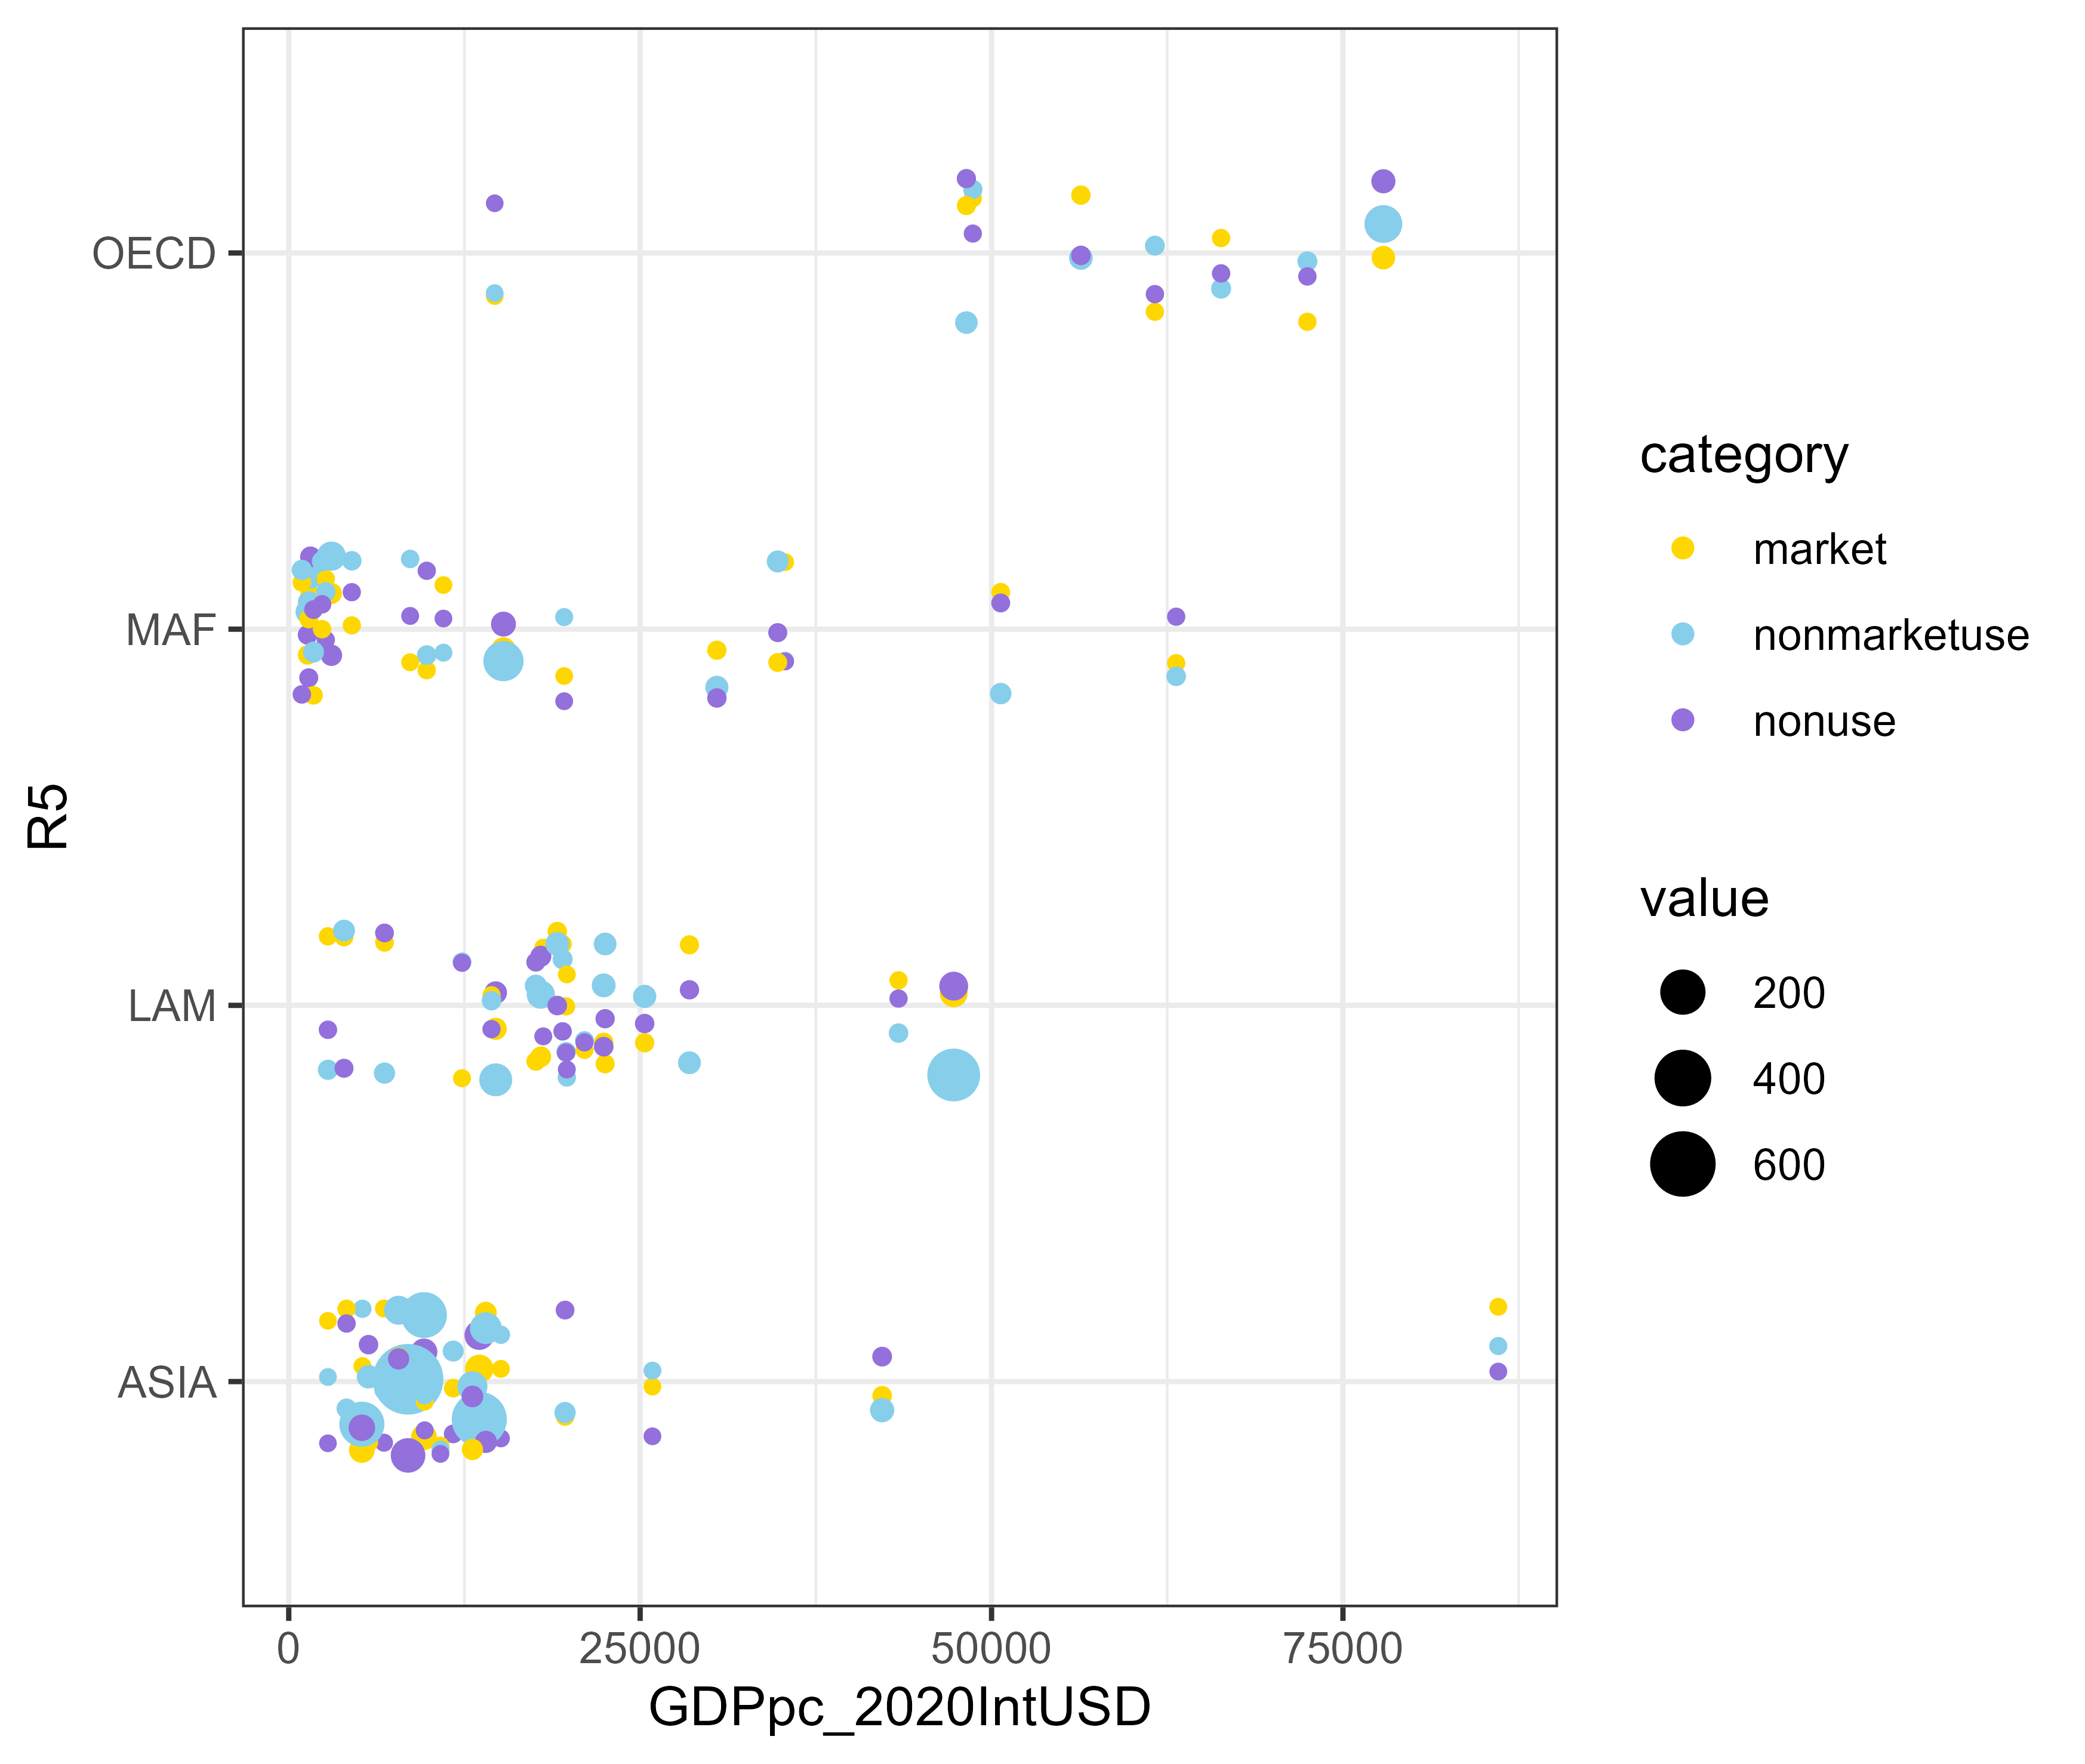 OECD
MAF
LAM
ASIA
R5
0
25000
50000
75000
GDPpc_2020IntUSD
category
market
nonmarketuse
nonuse
value
200
400
600